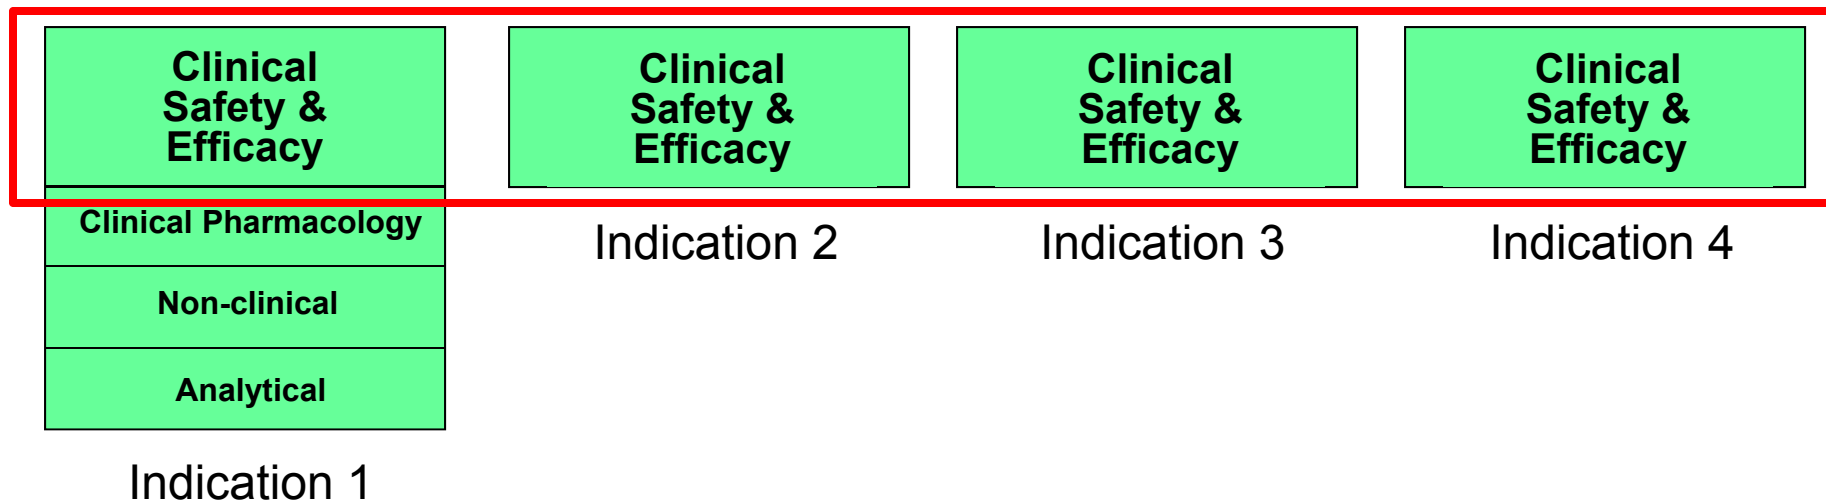 Clinical
Safety &
Efficacy
Clinical Pharmacology
Non-clinical
Analytical
Indication 1
Clinical
Safety &
Efficacy
Indication 2
Clinical
Safety &
Efficacy
Indication 3
Clinical
Safety &
Efficacy
Indication 4